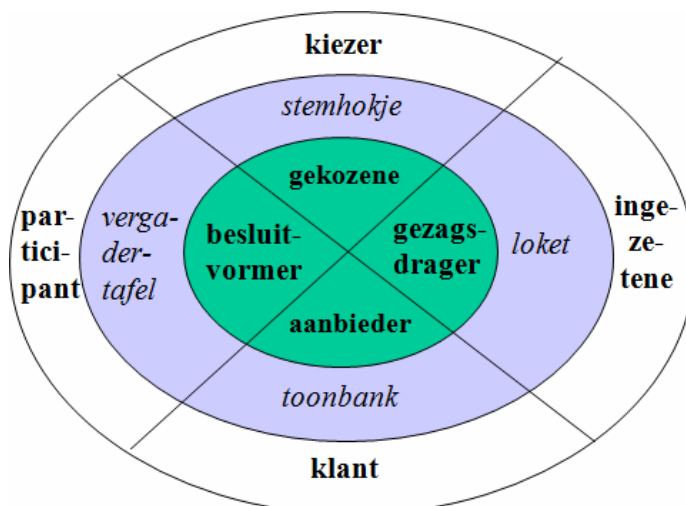 kiezer
stemhokje
gekozene
par-
tici-
pant
verga-
der-
tafel
besluit-
vormer
gezags-
drager
loket
inge-
ze-
tene
aanbieder
toonbank
klant